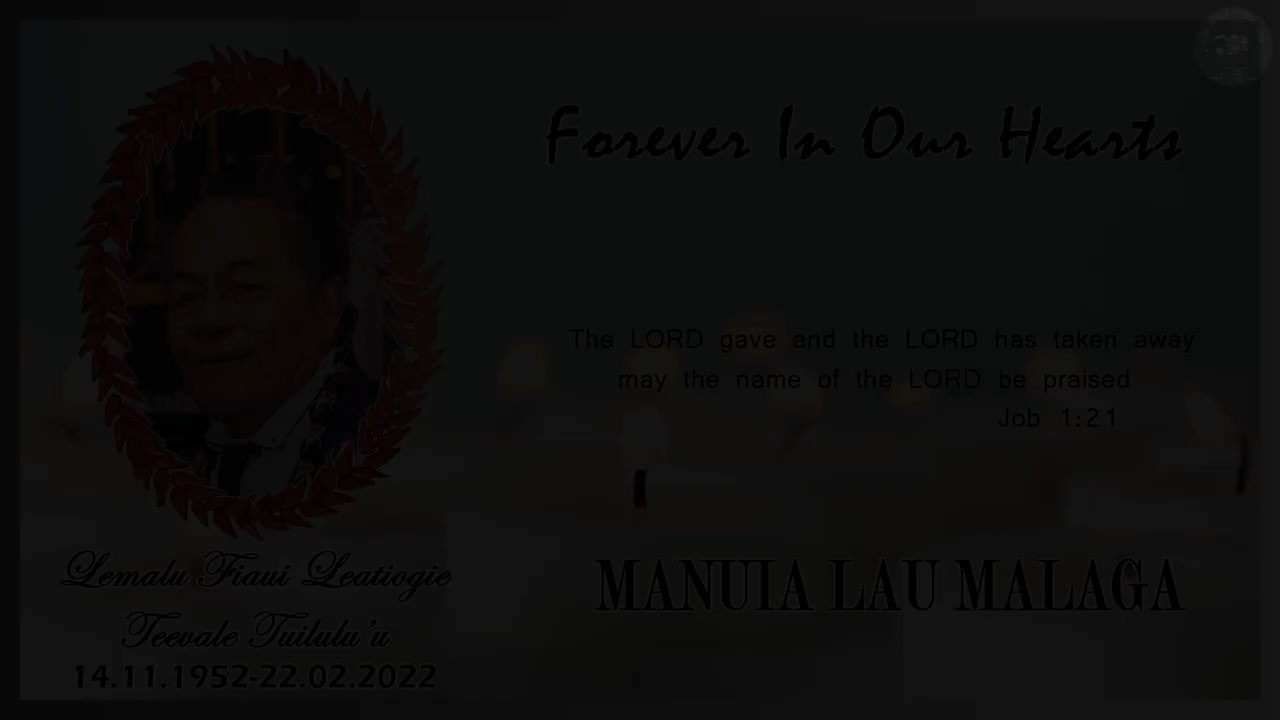 Forever In Our Hearts
The LORD gave and the LORD has taken away
may the name of the LORD be praised
Job 1:21
Lemalu Fiaui Leatiogie
Teevale Tuilulu'u
14.11.1952-22.02.2022
MANUIA LAU MALAGA